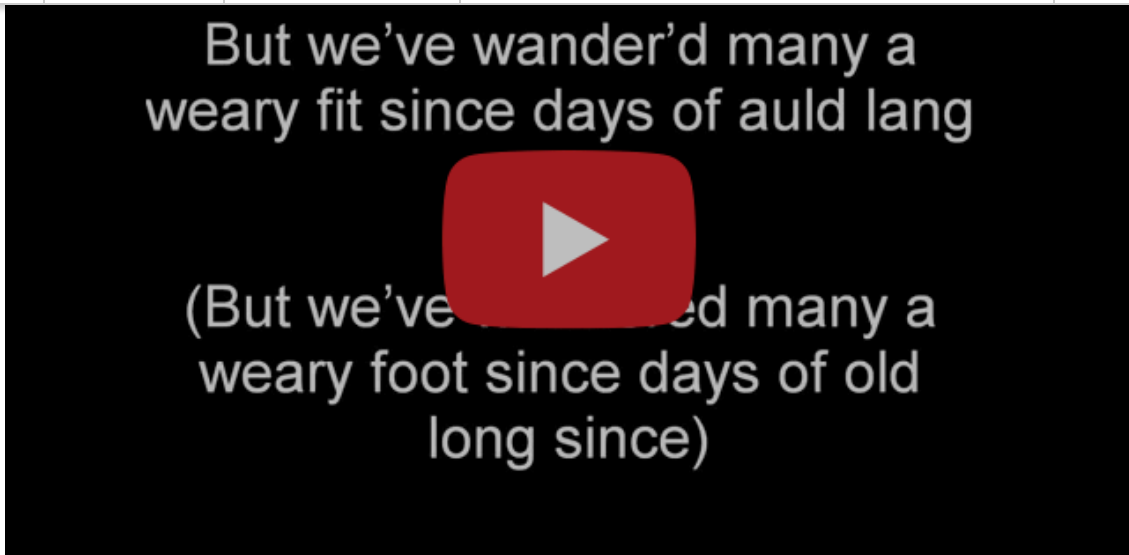 But we’ve wander’d many a
weary fit since days of auld lang
(But we’ve many a
weary foot since days of old
long since)